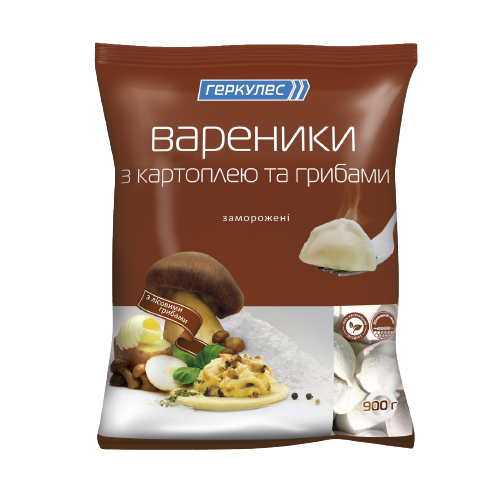 ГЕРКУЛЕС
Вареники
з картоплею та грибами
заморожені
з лісовими
грибами
900 г